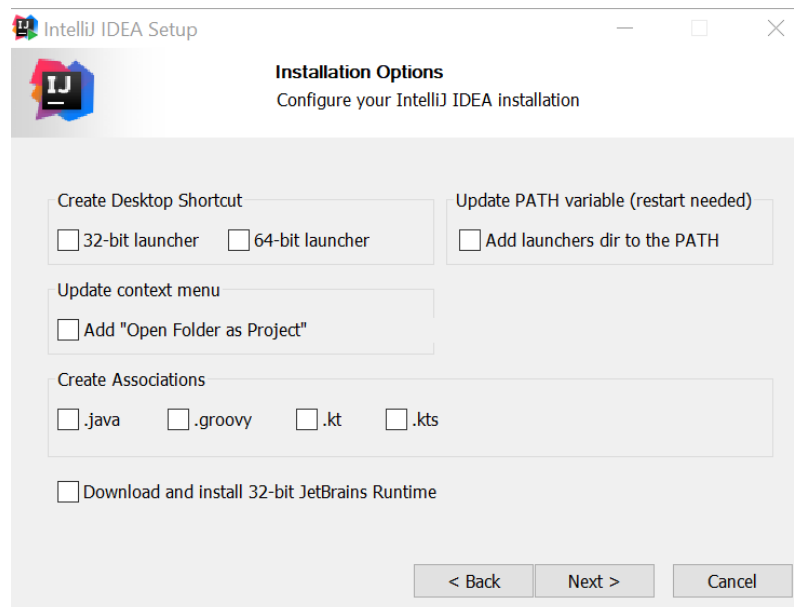 IntelliJ IDEA Setup
IJ
Installation Options
Configure your IntelliJ IDEA installation
Create Desktop Shortcut
32-bit launcher 64-bit launcher
Update PATH variable (restart needed)
Add launchers dir to the PATH
Update context menu
Add "Open Folder as Project"
Create Associations
.java .groovy .kt .kts
Download and install 32-bit JetBrains Runtime
< Back Next > Cancel